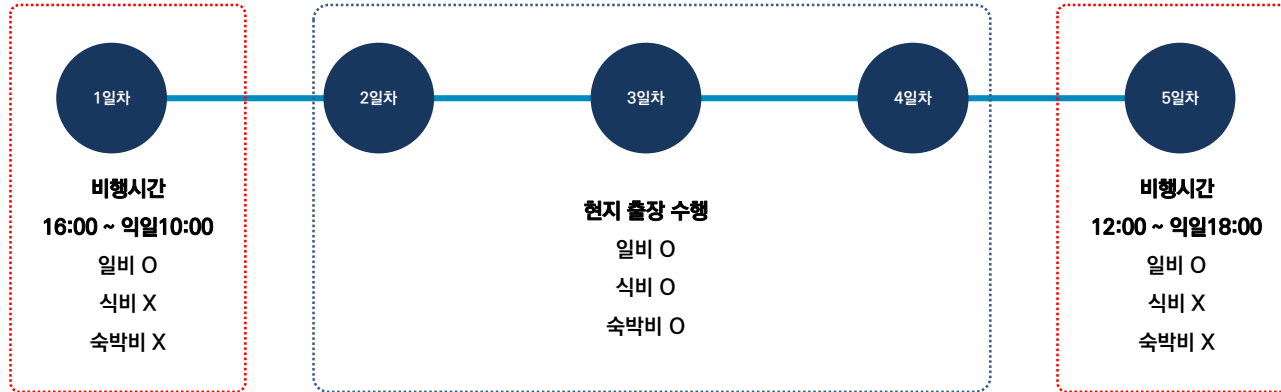 1일차
2일차
3일차
4일차
5일차
비행시간
16:00 ~ 익일10:00
일비 O
식비 X
숙박비 X
현지 출장 수행
일비 O
식비 O
숙박비 O
비행시간
12:00 ~ 익일18:00
일비 O
식비 X
숙박비 X